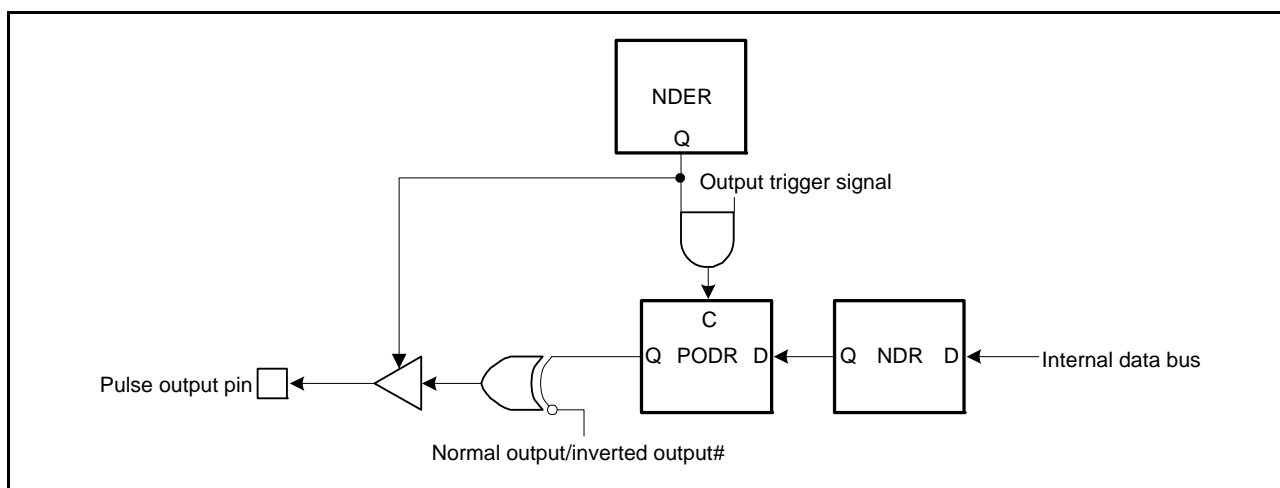 NDER
Q
Output trigger signal
C
Q PODR D
Q NDR D
Internal data bus
Pulse output pin
Normal output/inverted output#